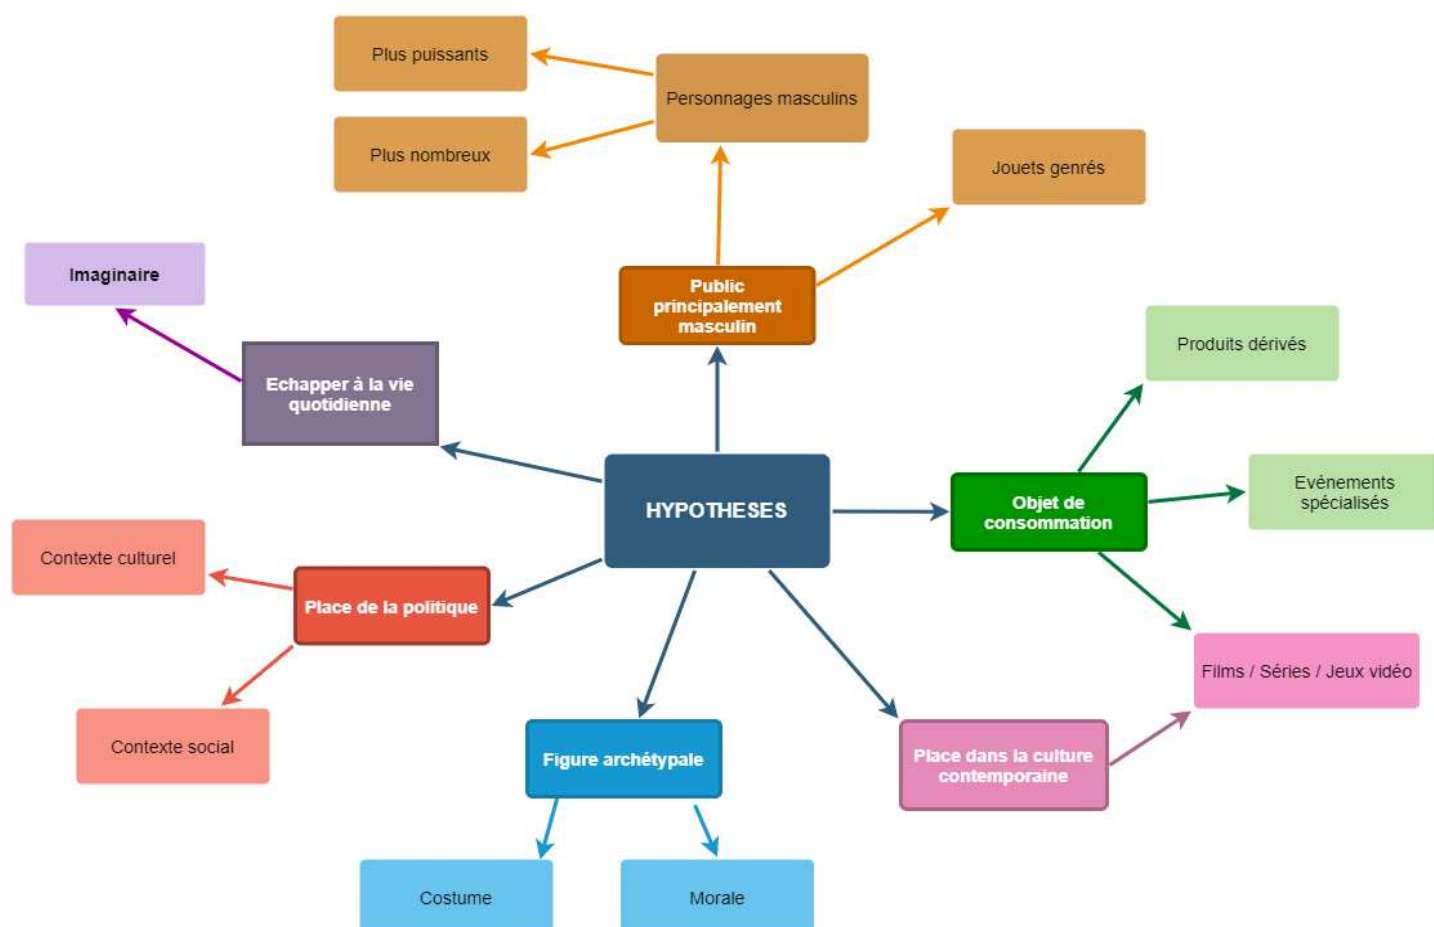 Plus puissants
Personnages masculins
Plus nombreux
Jouets genrés
Imaginaire
Public
principalement
masculin
Produits dérivés
Echapper à la vie
quotidienne
HYPOTHESES
Objet de
consommation
Evénements
spécialisés
Contexte culturel
Place de la politique
Films / Séries / Jeux vidéo
Contexte social
Figure archétypale
Place dans la culture
contemporaine
Costume
Morale